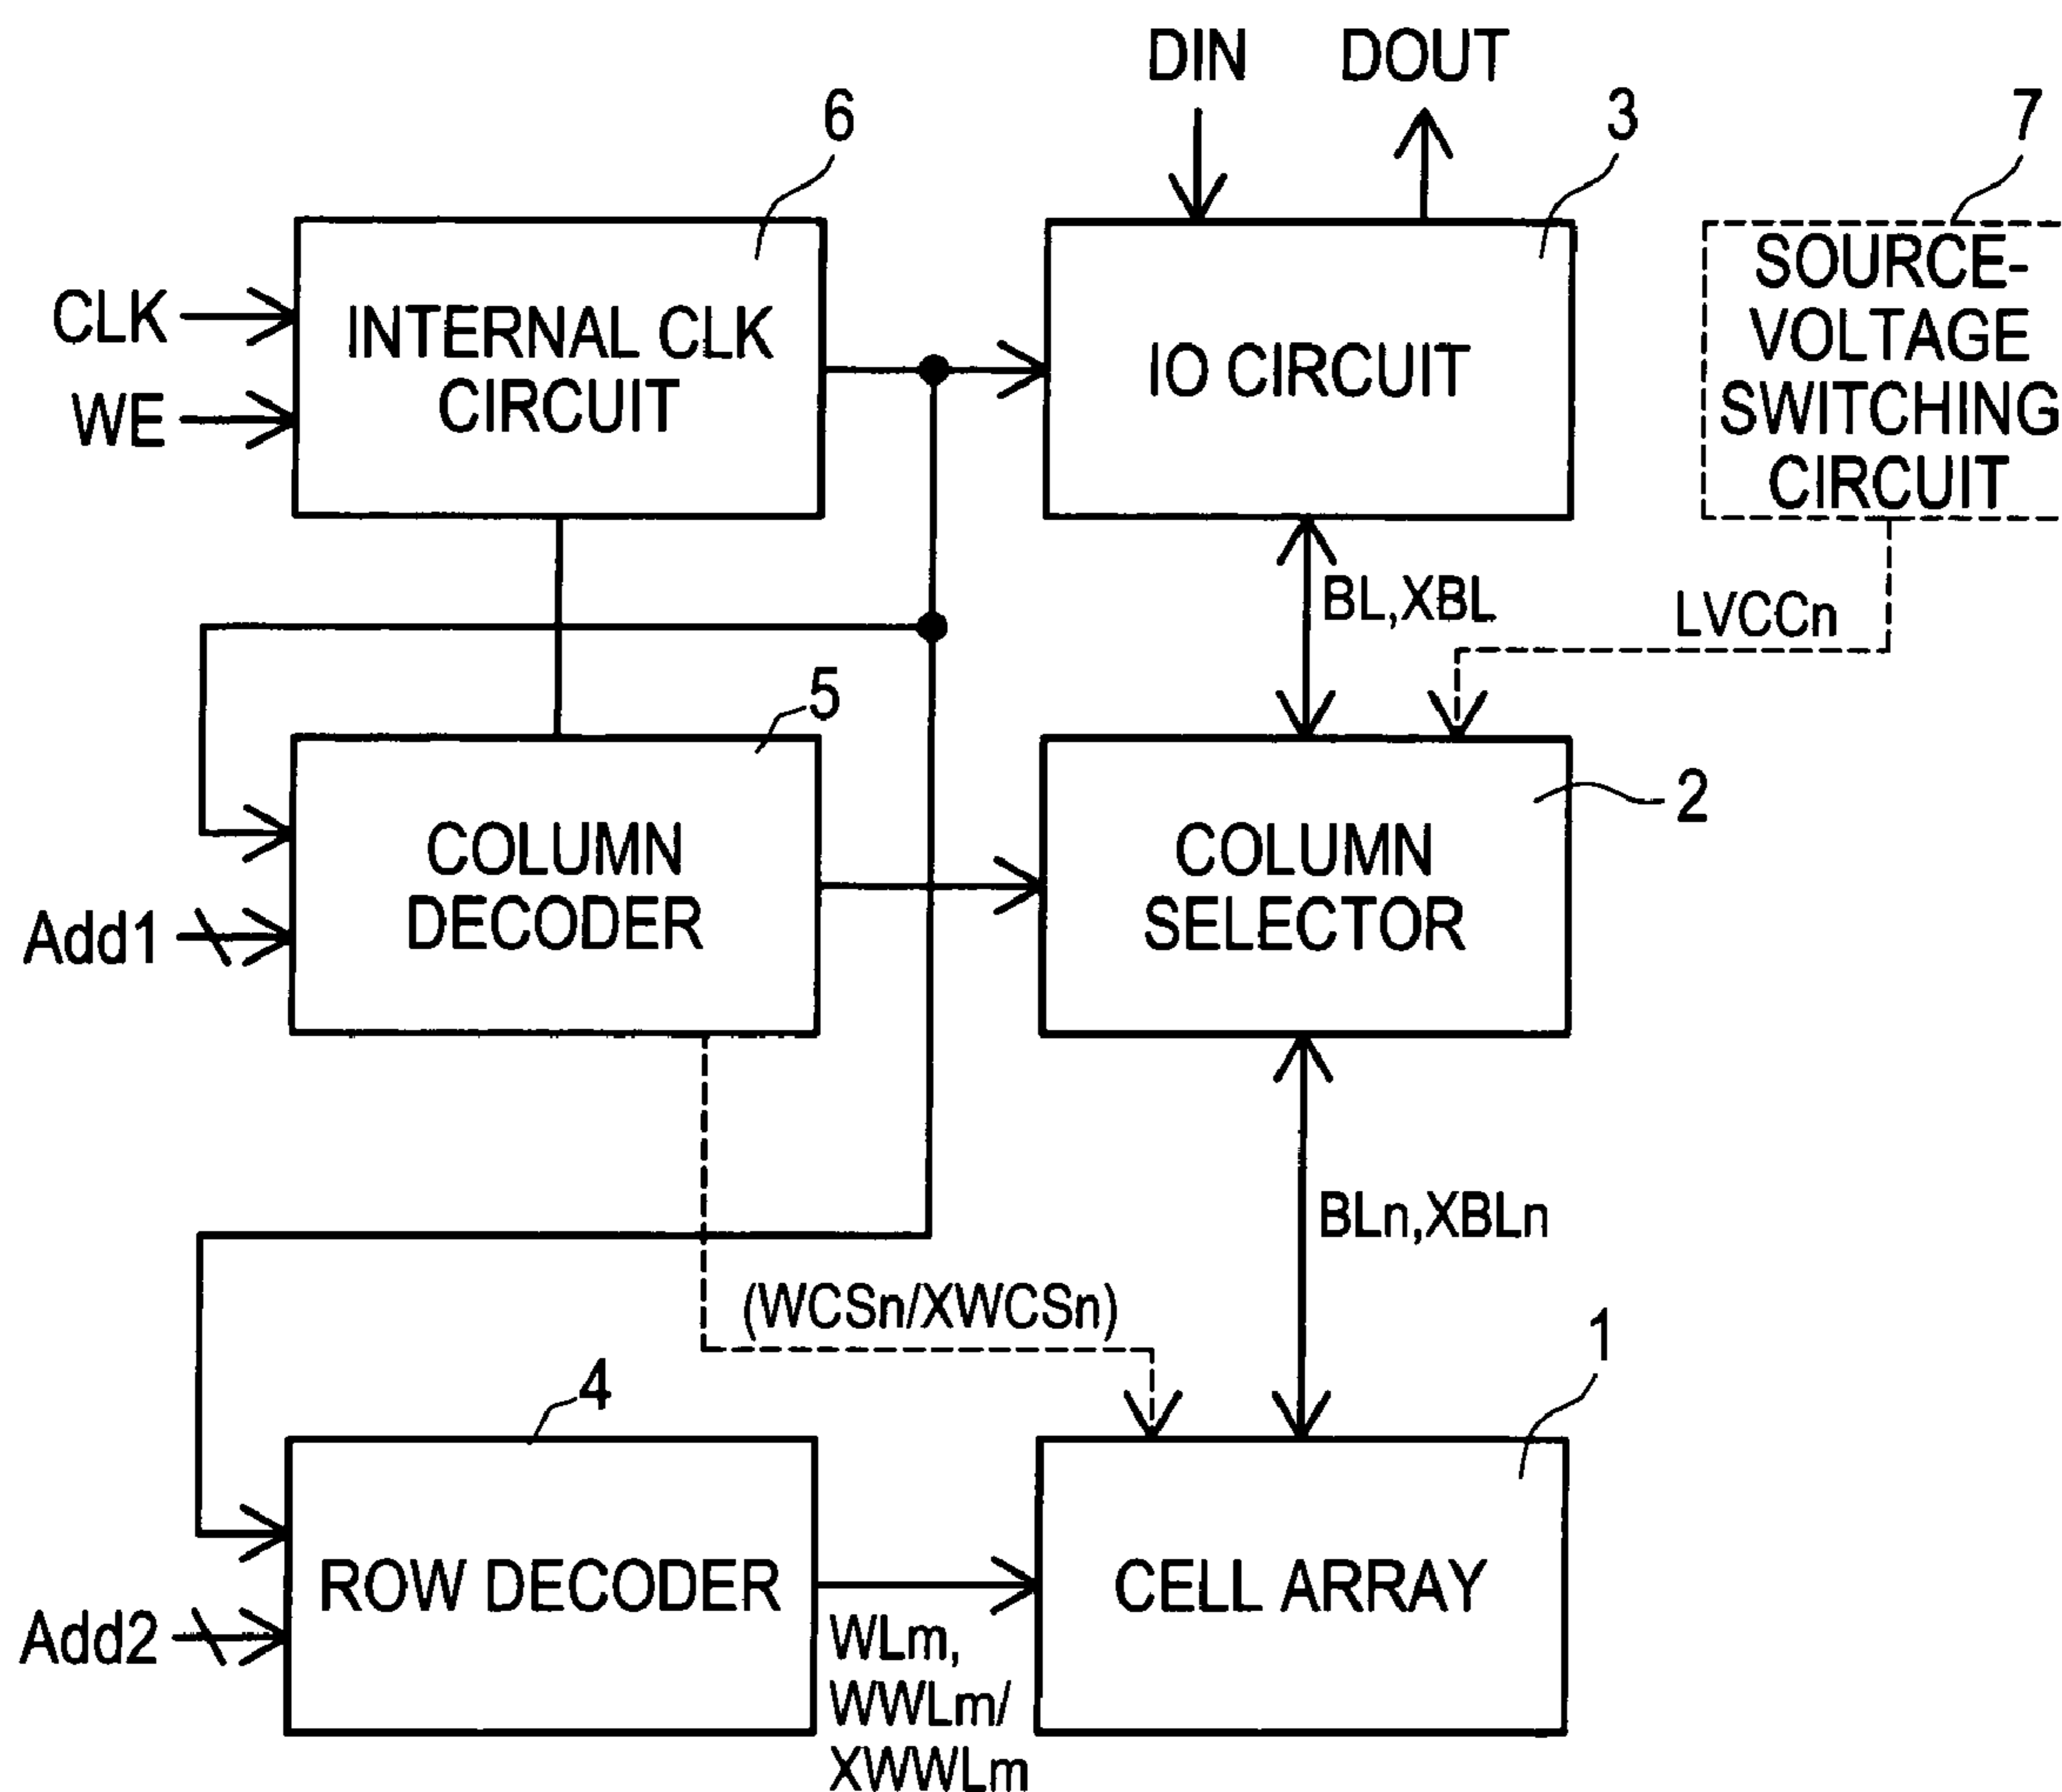 DIN
DOUT
6
3
7
CLK
WE
INTERNAL CLK
CIRCUIT
IO CIRCUIT
SOURCE-
VOLTAGE
SWITCHING
CIRCUIT
BL,XBL
LVCCn
5
2
COLUMN
DECODER
Add1
COLUMN
SELECTOR
BLn,XBLn
(WCSn/XWCSn)
4
1
ROW DECODER
Add2
CELL ARRAY
WLm,
WWLm/
XWWLm